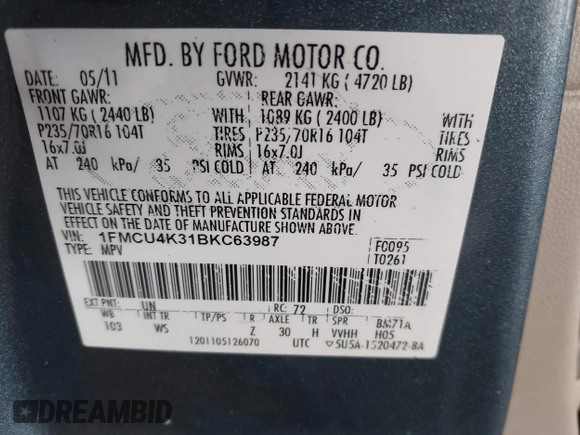 MFD. BY FORD MOTOR CO.
DATE: 05/11 GVWR: 2141 KG ( 4720 LB)
FRONT GAWR: REAR GAWR:
1107 KG ( 2440 LB) WITH 1089 KG ( 2400 LB) WITH
P235/70R16 104T TIRES P235/70R16 104T TIRES
16x7.0J RIMS 16x7.0J RIMS
AT 240 kPa/ 35 PSI COLD AT 240 kPa/ 35 PSI COLD
THIS VEHICLE CONFORMS TO ALL APPLICABLE FEDERAL MOTOR
VEHICLE SAFETY AND THEFT PREVENTION STANDARDS IN
EFFECT ON THE DATE OF MANUFACTURE SHOWN ABOVE.
VIN: 1FMCU4K31BKC63987 F0095
TYPE: MPV T0261
EXT PNT: UN RC: 72 DSO:
WB INT TR TP/PS R AXLE TR SPR BM71A
103 WS Z 30 H VVHH H05
1201105126070 UTC 5U5A-1520472-BA
DREAMBID